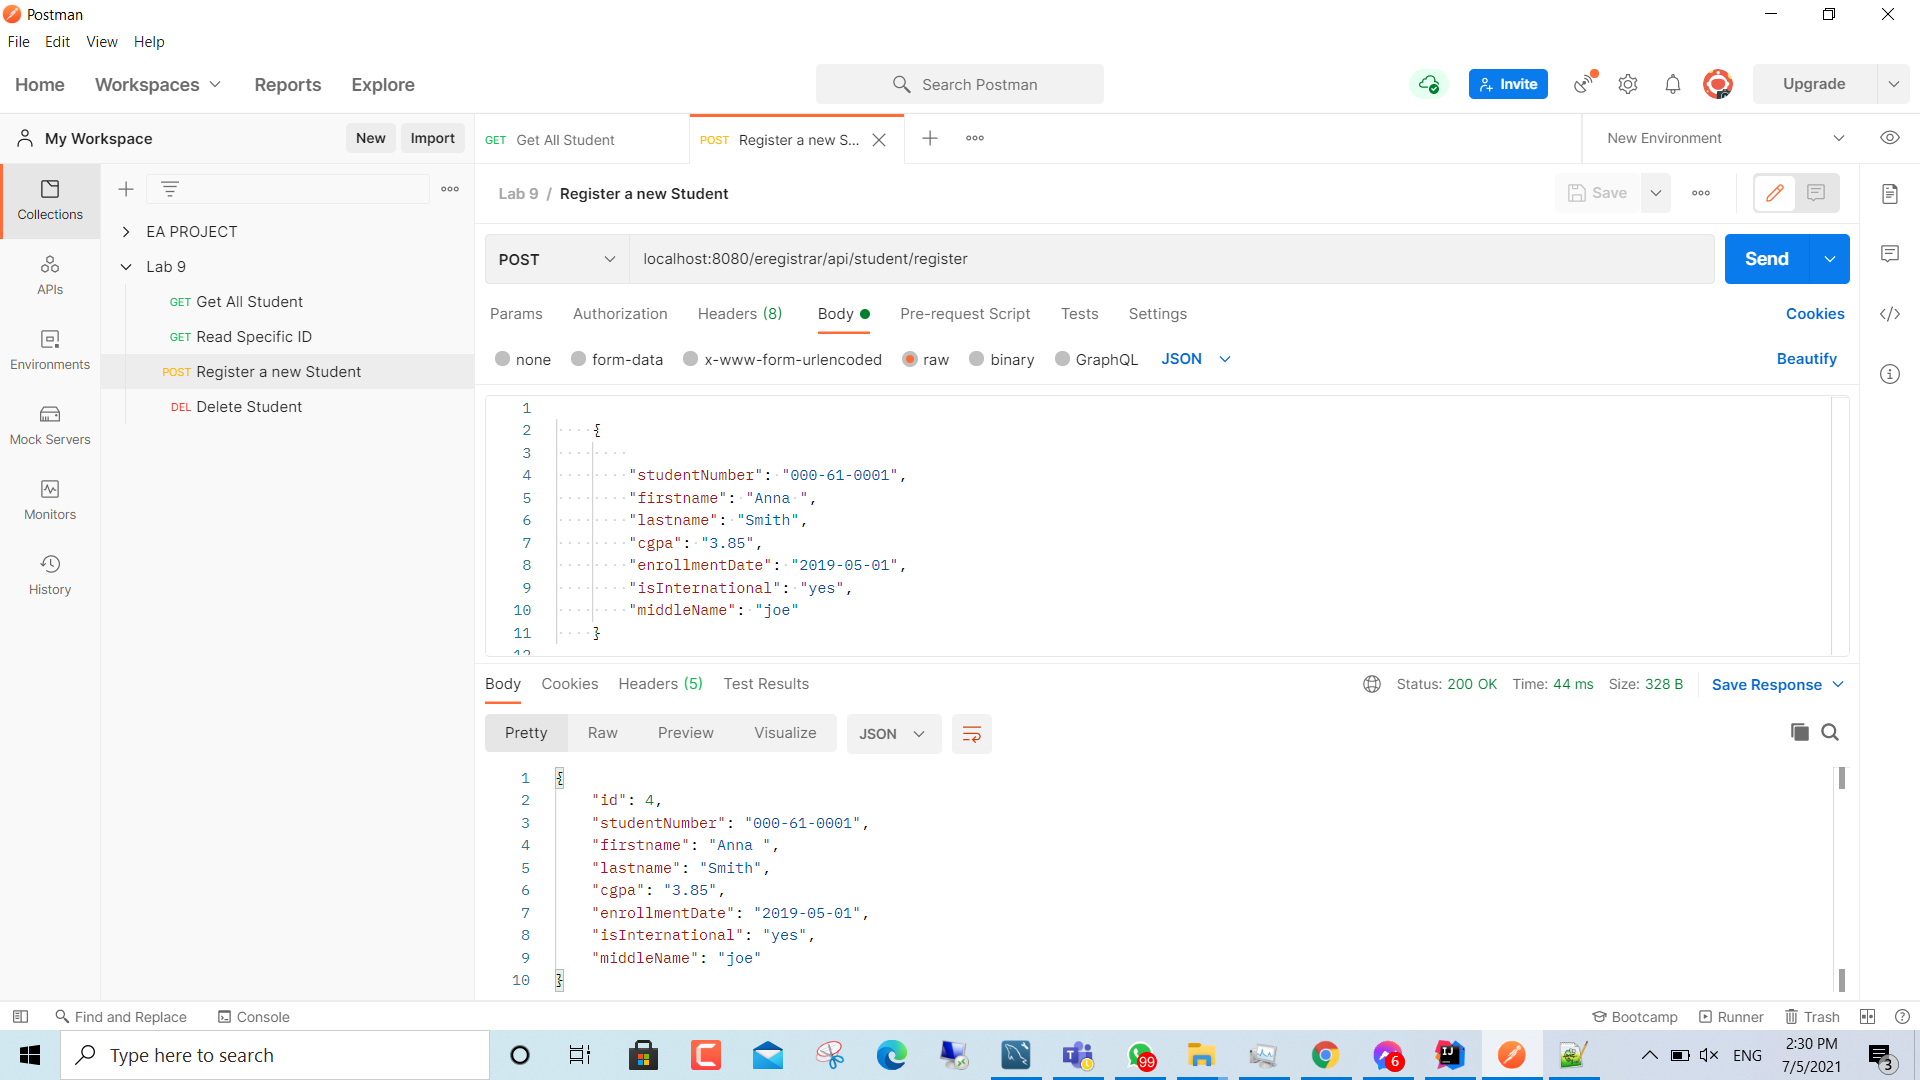 Postman
File Edit View Help
Home Workspaces Reports Explore Search Postman Invite Upgrade
My Workspace New Import GET Get All Student POST Register a new S... New Environment
Lab 9 / Register a new Student Save
Collections
EA PROJECT
Lab 9
GET Get All Student
GET Read Specific ID
POST Register a new Student
DEL Delete Student
APIs
Environments
Mock Servers
Monitors
History
POST localhost:8080/eregistrar/api/student/register Send
Params Authorization Headers (8) Body Pre-request Script Tests Settings Cookies
none form-data x-www-form-urlencoded raw binary GraphQL JSON Beautify
1
2 {
3
4 "studentNumber": "000-61-0001",
5 "firstname": "Anna ",
6 "lastname": "Smith",
7 "cgpa": "3.85",
8 "enrollmentDate": "2019-05-01",
9 "isInternational": "yes",
10 "middleName": "joe"
11 }
12
Body Cookies Headers (5) Test Results Status: 200 OK Time: 44 ms Size: 328 B Save Response
Pretty Raw Preview Visualize JSON
1 {
2 "id": 4,
3 "studentNumber": "000-61-0001",
4 "firstname": "Anna ",
5 "lastname": "Smith",
6 "cgpa": "3.85",
7 "enrollmentDate": "2019-05-01",
8 "isInternational": "yes",
9 "middleName": "joe"
10 }
Find and Replace Console Bootcamp Runner Trash
Type here to search 99 6 ENG 2:30 PM
7/5/2021 3